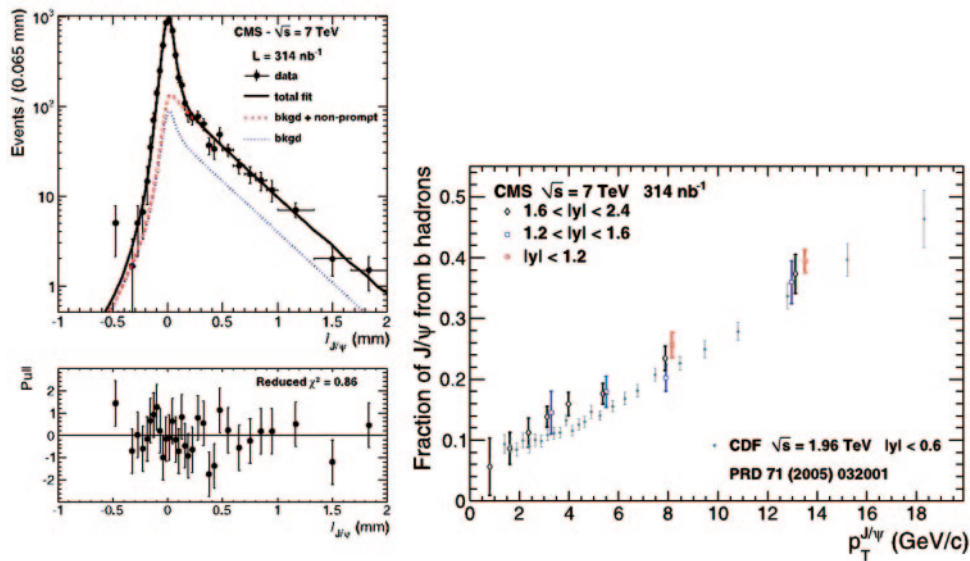 Events / (0.065 mm)
10³
10²
10
1
CMS - √s = 7 TeV
L = 314 nb⁻¹
data
total fit
bkgd + non-prompt
bkgd
-1 -0.5 0 0.5 1 1.5 2
l_J/ψ (mm)
Pull
2
1
0
-1
-2
Reduced χ² = 0.86
-1 -0.5 0 0.5 1 1.5 2
l_J/ψ (mm)
Fraction of J/ψ from b hadrons
0.5
0.4
0.3
0.2
0.1
0
CMS √s = 7 TeV 314 nb⁻¹
1.6 < |y| < 2.4
1.2 < |y| < 1.6
|y| < 1.2
CDF √s = 1.96 TeV |y| < 0.6
PRD 71 (2005) 032001
0 2 4 6 8 10 12 14 16 18
p_T^J/ψ (GeV/c)